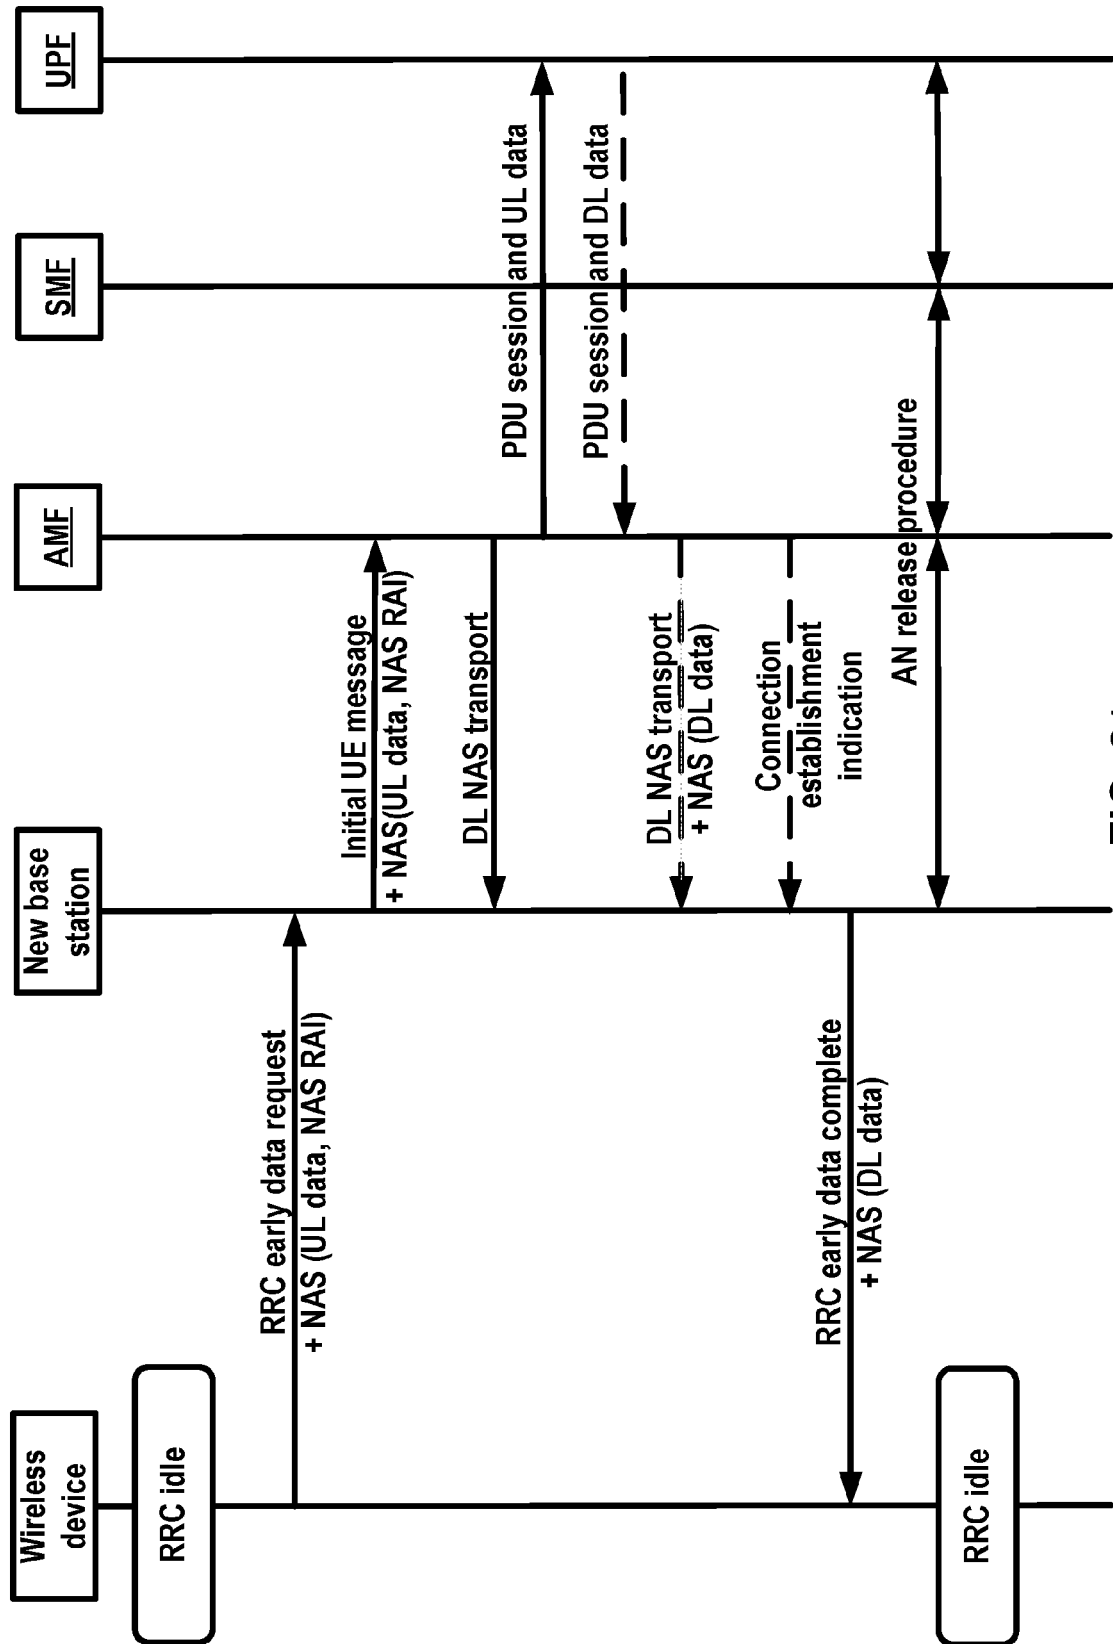 Wireless
device
New base
station
AMF
SMF
UPF
RRC idle
RRC early data request
+ NAS (UL data, NAS RAI)
Initial UE message
+ NAS(UL data, NAS RAI)
DL NAS transport
PDU session and UL data
PDU session and DL data
DL NAS transport
+ NAS (DL data)
Connection
establishment
indication
RRC early data complete
+ NAS (DL data)
AN release procedure
RRC idle